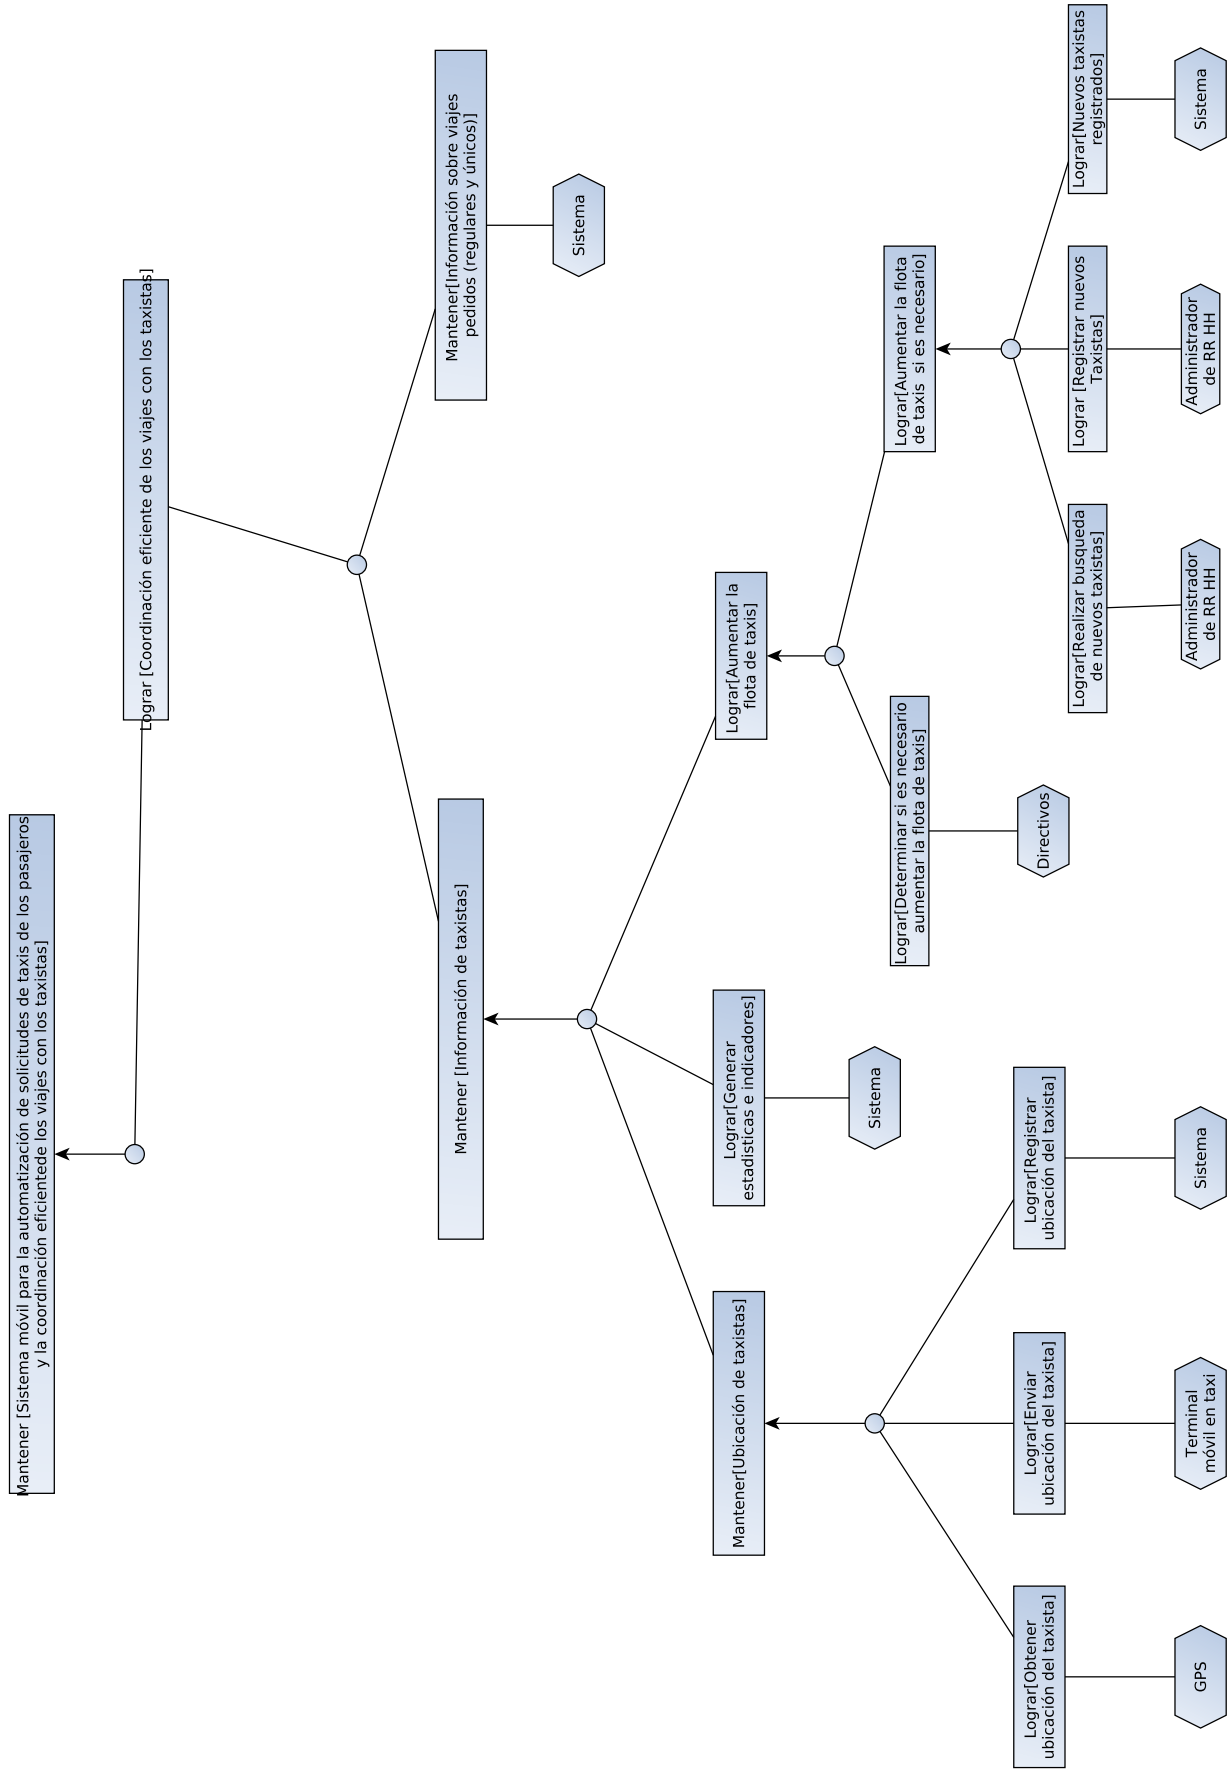 Mantener [Sistema móvil para la automatización de solicitudes de taxis de los pasajeros
y la coordinación eficientede los viajes con los taxistas]
Lograr [Coordinación eficiente de los viajes con los taxistas]
Mantener [Información de taxistas]
Mantener[Información sobre viajes
pedidos (regulares y únicos)]
Sistema
Mantener[Ubicación de taxistas]
Lograr[Generar
estadisticas e indicadores]
Lograr[Aumentar la
flota de taxis]
Sistema
Lograr[Determinar si es necesario
aumentar la flota de taxis]
Lograr[Aumentar la flota
de taxis si es necesario]
Directivos
Lograr[Obtener
ubicación del taxista]
Lograr[Enviar
ubicación del taxista]
Lograr[Registrar
ubicación del taxista]
Lograr[Realizar busqueda
de nuevos taxistas]
Lograr [Registrar nuevos
Taxistas]
Lograr[Nuevos taxistas
registrados]
GPS
Terminal
móvil en taxi
Sistema
Administrador
de RR HH
Administrador
de RR HH
Sistema